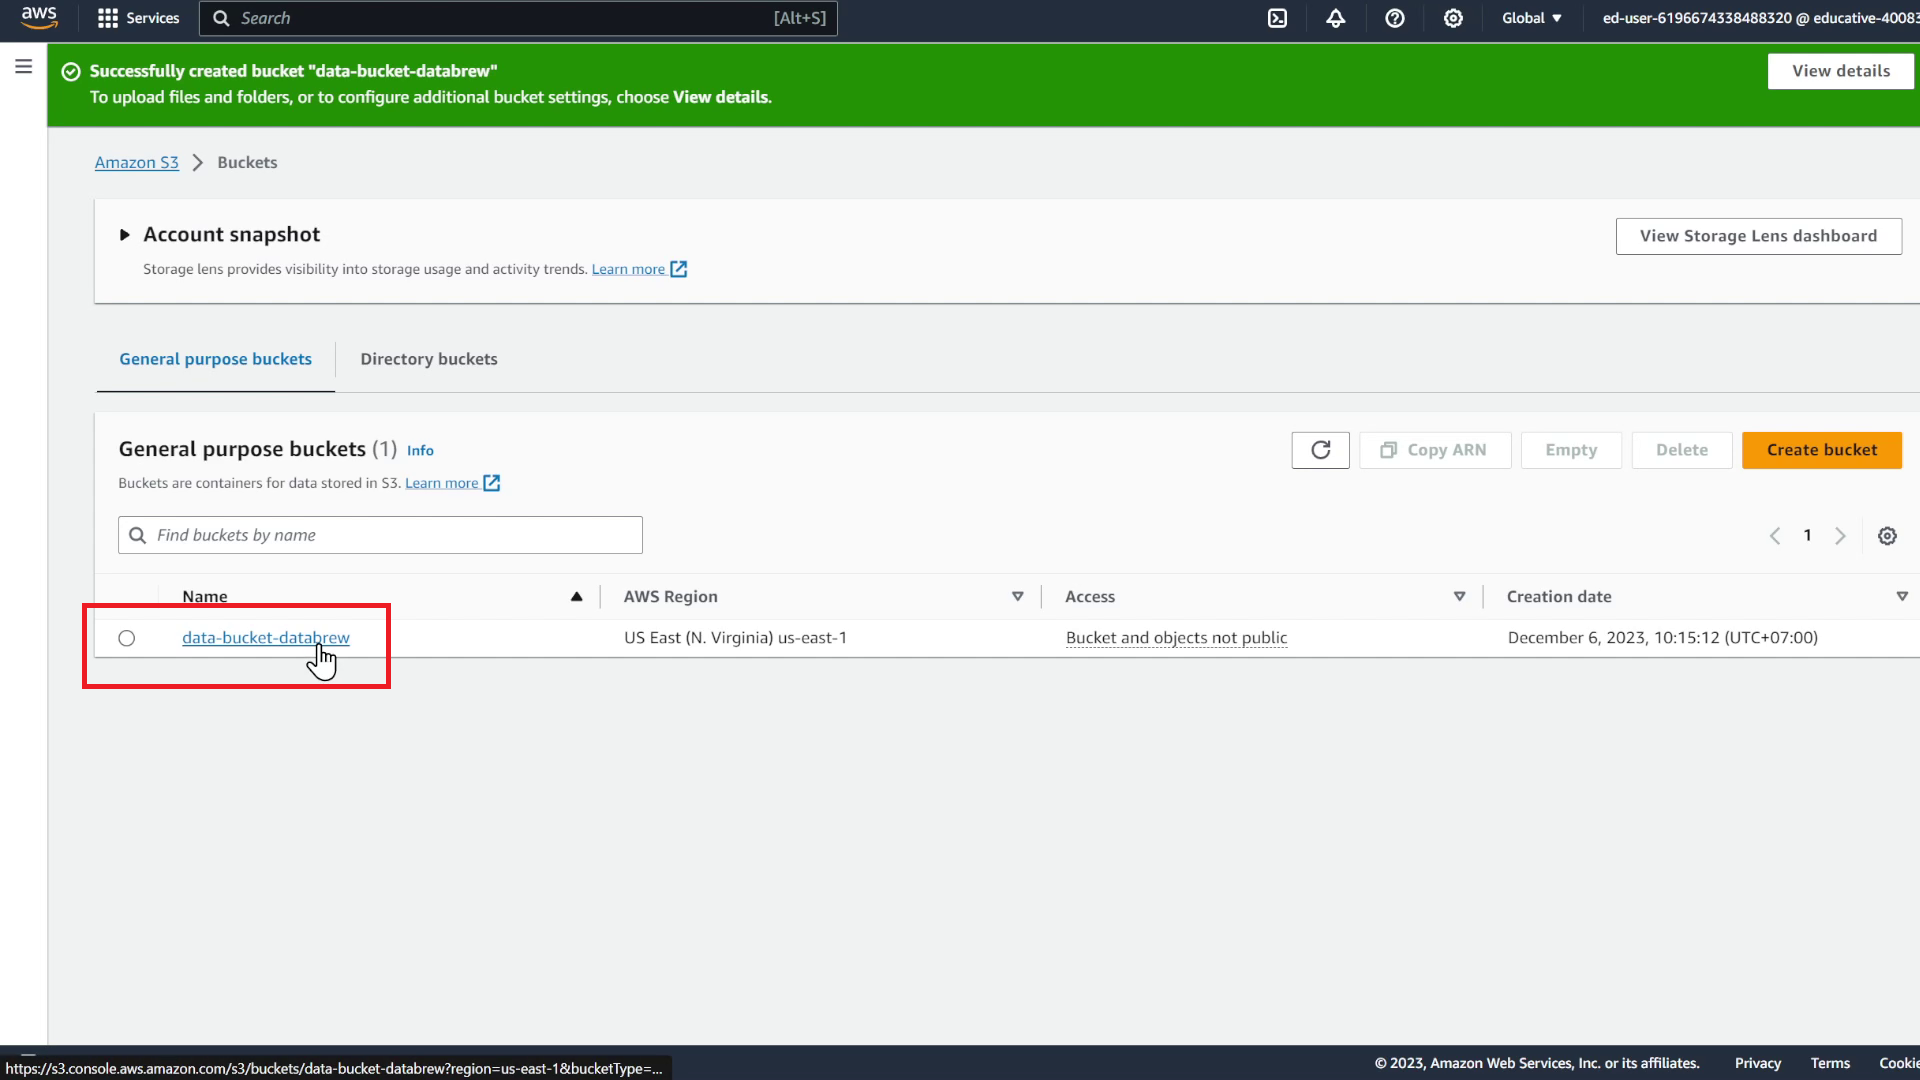 aws Services Search [Alt+S] Global ed-user-6196674338488320 @ educative-40083
Successfully created bucket "data-bucket-databrew"
To upload files and folders, or to configure additional bucket settings, choose View details.
View details
Amazon S3 Buckets
Account snapshot
Storage lens provides visibility into storage usage and activity trends. Learn more
View Storage Lens dashboard
General purpose buckets Directory buckets
General purpose buckets (1) Info
Buckets are containers for data stored in S3. Learn more
Copy ARN Empty Delete Create bucket
Find buckets by name
1
Name AWS Region Access Creation date
data-bucket-databrew US East (N. Virginia) us-east-1 Bucket and objects not public December 6, 2023, 10:15:12 (UTC+07:00)
https://s3.console.aws.amazon.com/s3/buckets/data-bucket-databrew?region=us-east-1&bucketType=...
© 2023, Amazon Web Services, Inc. or its affiliates. Privacy Terms Cookie